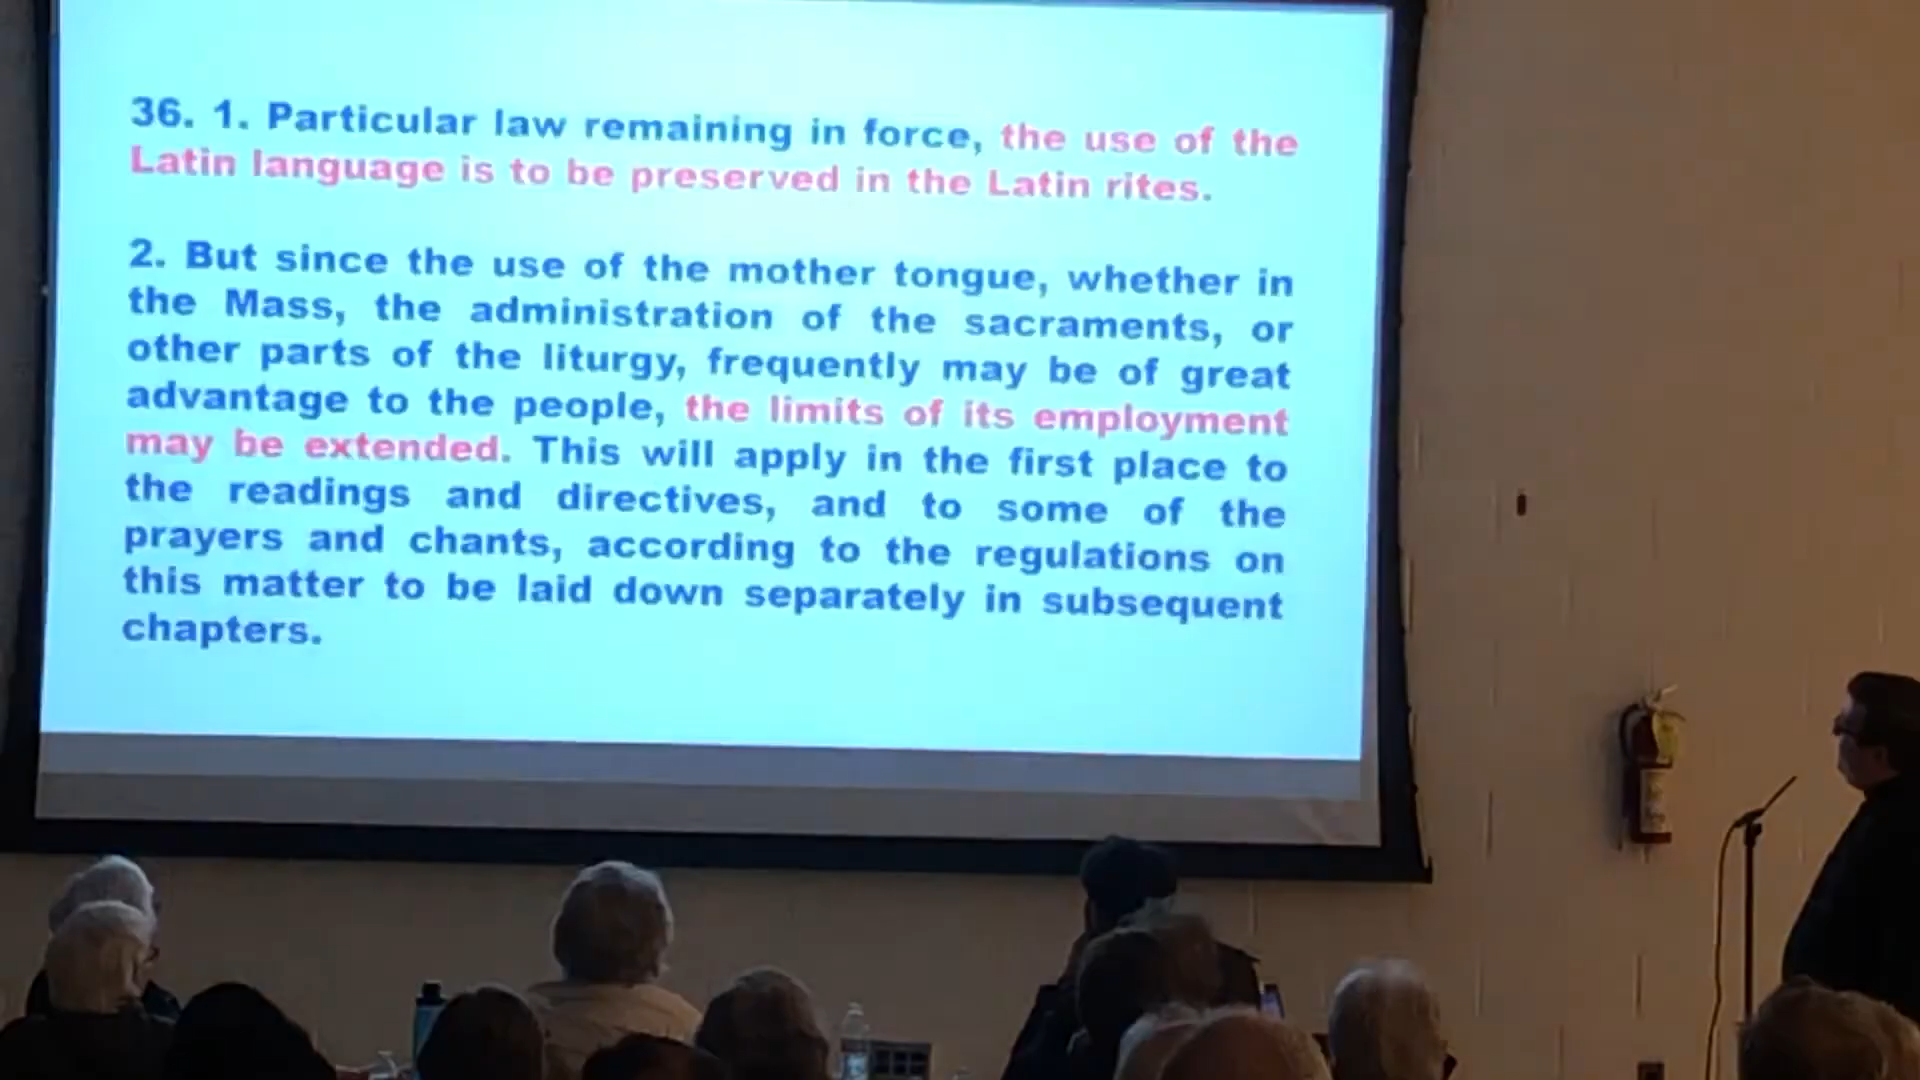 36. 1. Particular law remaining in force, the use of the
Latin language is to be preserved in the Latin rites.
2. But since the use of the mother tongue, whether in
the Mass, the administration of the sacraments, or
other parts of the liturgy, frequently may be of great
advantage to the people, the limits of its employment
may be extended. This will apply in the first place to
the readings and directives, and to some of the
prayers and chants, according to the regulations on
this matter to be laid down separately in subsequent
chapters.